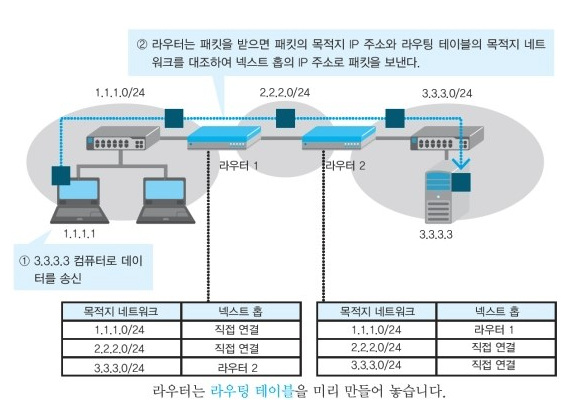 ② 라우터는 패킷을 받으면 패킷의 목적지 IP 주소와 라우팅 테이블의 목적지 네트
워크를 대조하여 넥스트 홉의 IP 주소로 패킷을 보낸다.
1.1.1.0/24
2.2.2.0/24
3.3.3.0/24
라우터 1
라우터 2
1.1.1.1
3.3.3.3
① 3.3.3.3 컴퓨터로 데이
터를 송신
목적지 네트워크 넥스트 홉
1.1.1.0/24 직접 연결
2.2.2.0/24 직접 연결
3.3.3.0/24 라우터 2
목적지 네트워크 넥스트 홉
1.1.1.0/24 라우터 1
2.2.2.0/24 직접 연결
3.3.3.0/24 직접 연결
라우터는 라우팅 테이블을 미리 만들어 놓습니다.